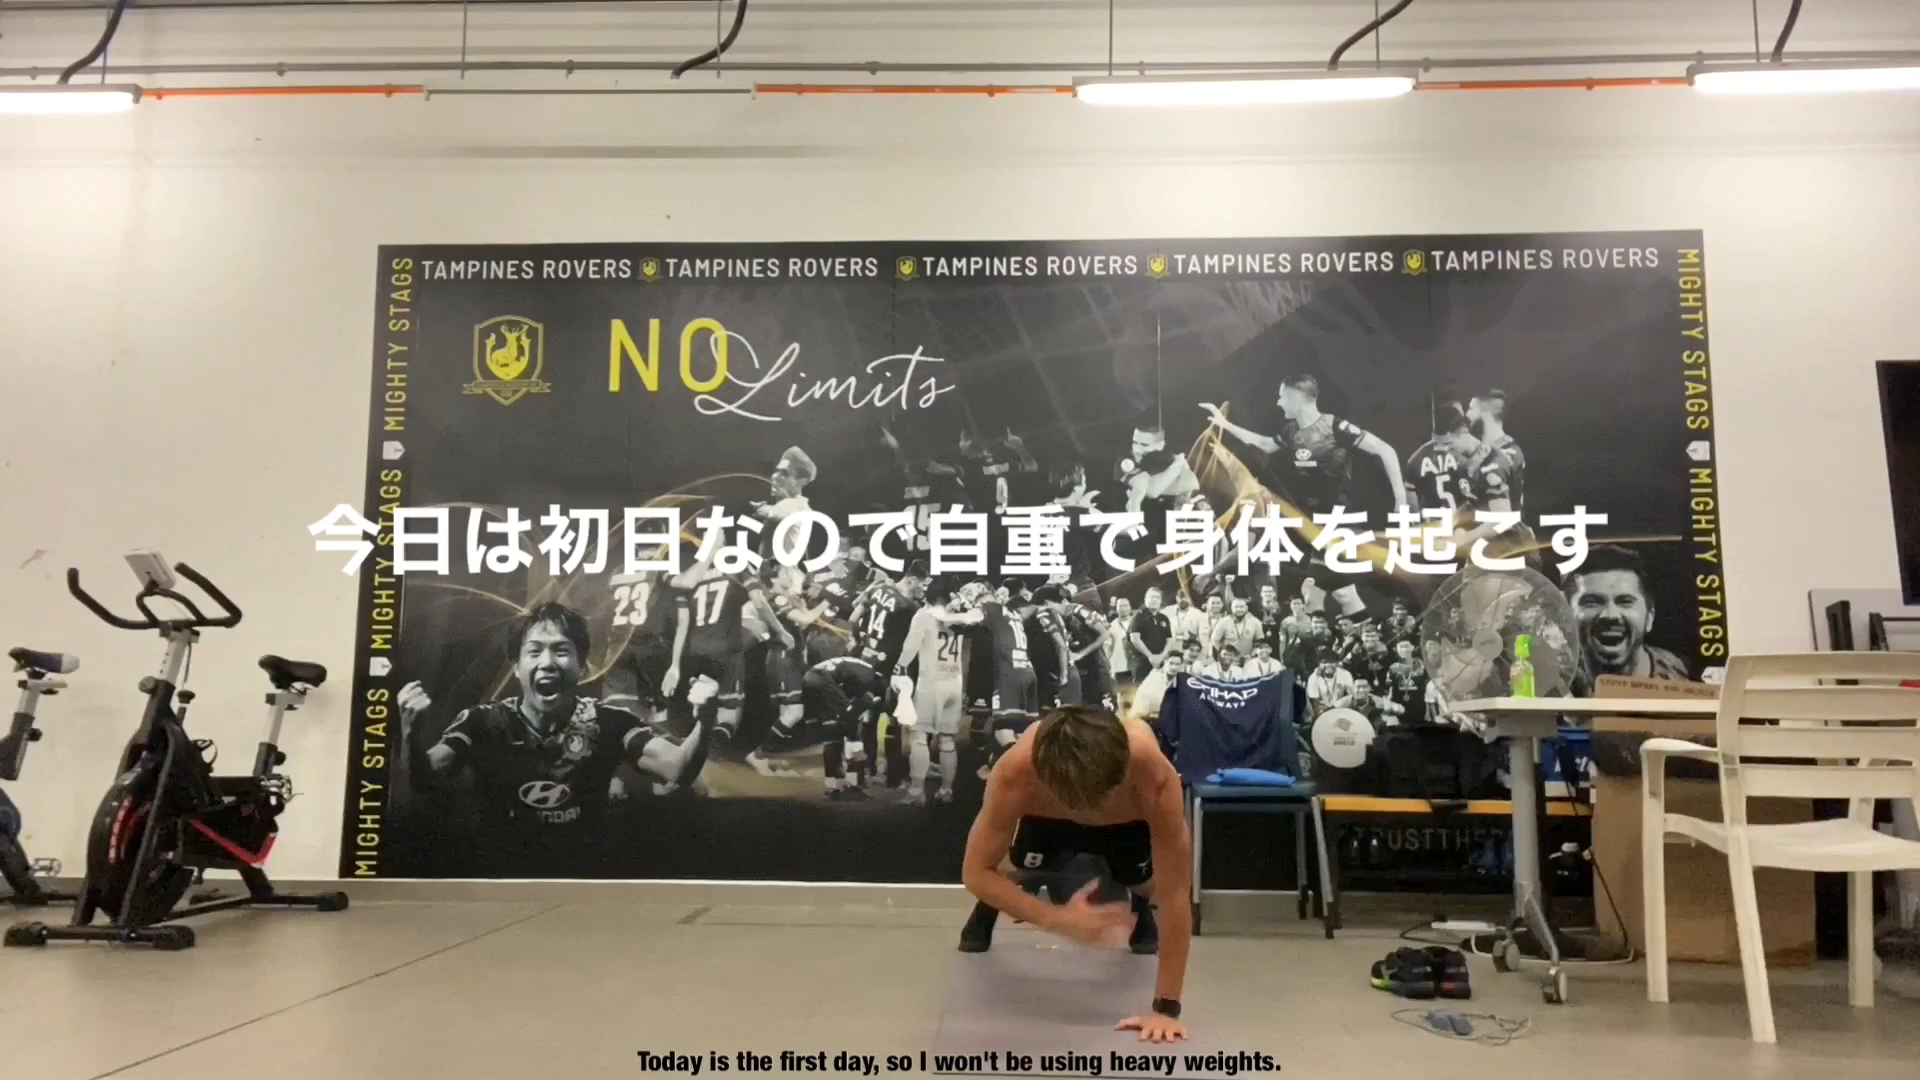 TAMPINES ROVERS TAMPINES ROVERS TAMPINES ROVERS TAMPINES ROVERS TAMPINES ROVERS
MIGHTY STAGS MIGHTY STAGS MIGHTY STAGS
MIGHTY STAGS MIGHTY STAGS
NO Limits
AIA
5
9
今日は初日なので自重で身体を起こす
23
17
AIA
14
24
16
ETIHAD
AIRWAYS
HYUNDAI
B
Today is the first day, so I won't be using heavy weights.